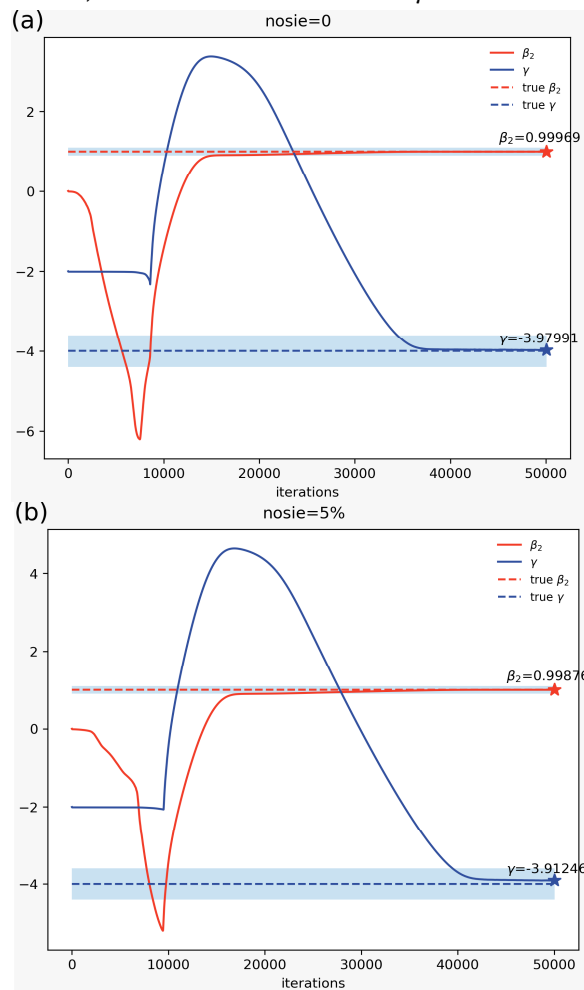 (a)
nosie=0
β₂
γ
true β₂
true γ
β₂=0.99969
γ=-3.97991
2
0
−2
−4
−6
0 10000 20000 30000 40000 50000
iterations
(b)
nosie=5%
β₂
γ
true β₂
true γ
β₂=0.99876
γ=-3.91246
4
2
0
−2
−4
0 10000 20000 30000 40000 50000
iterations